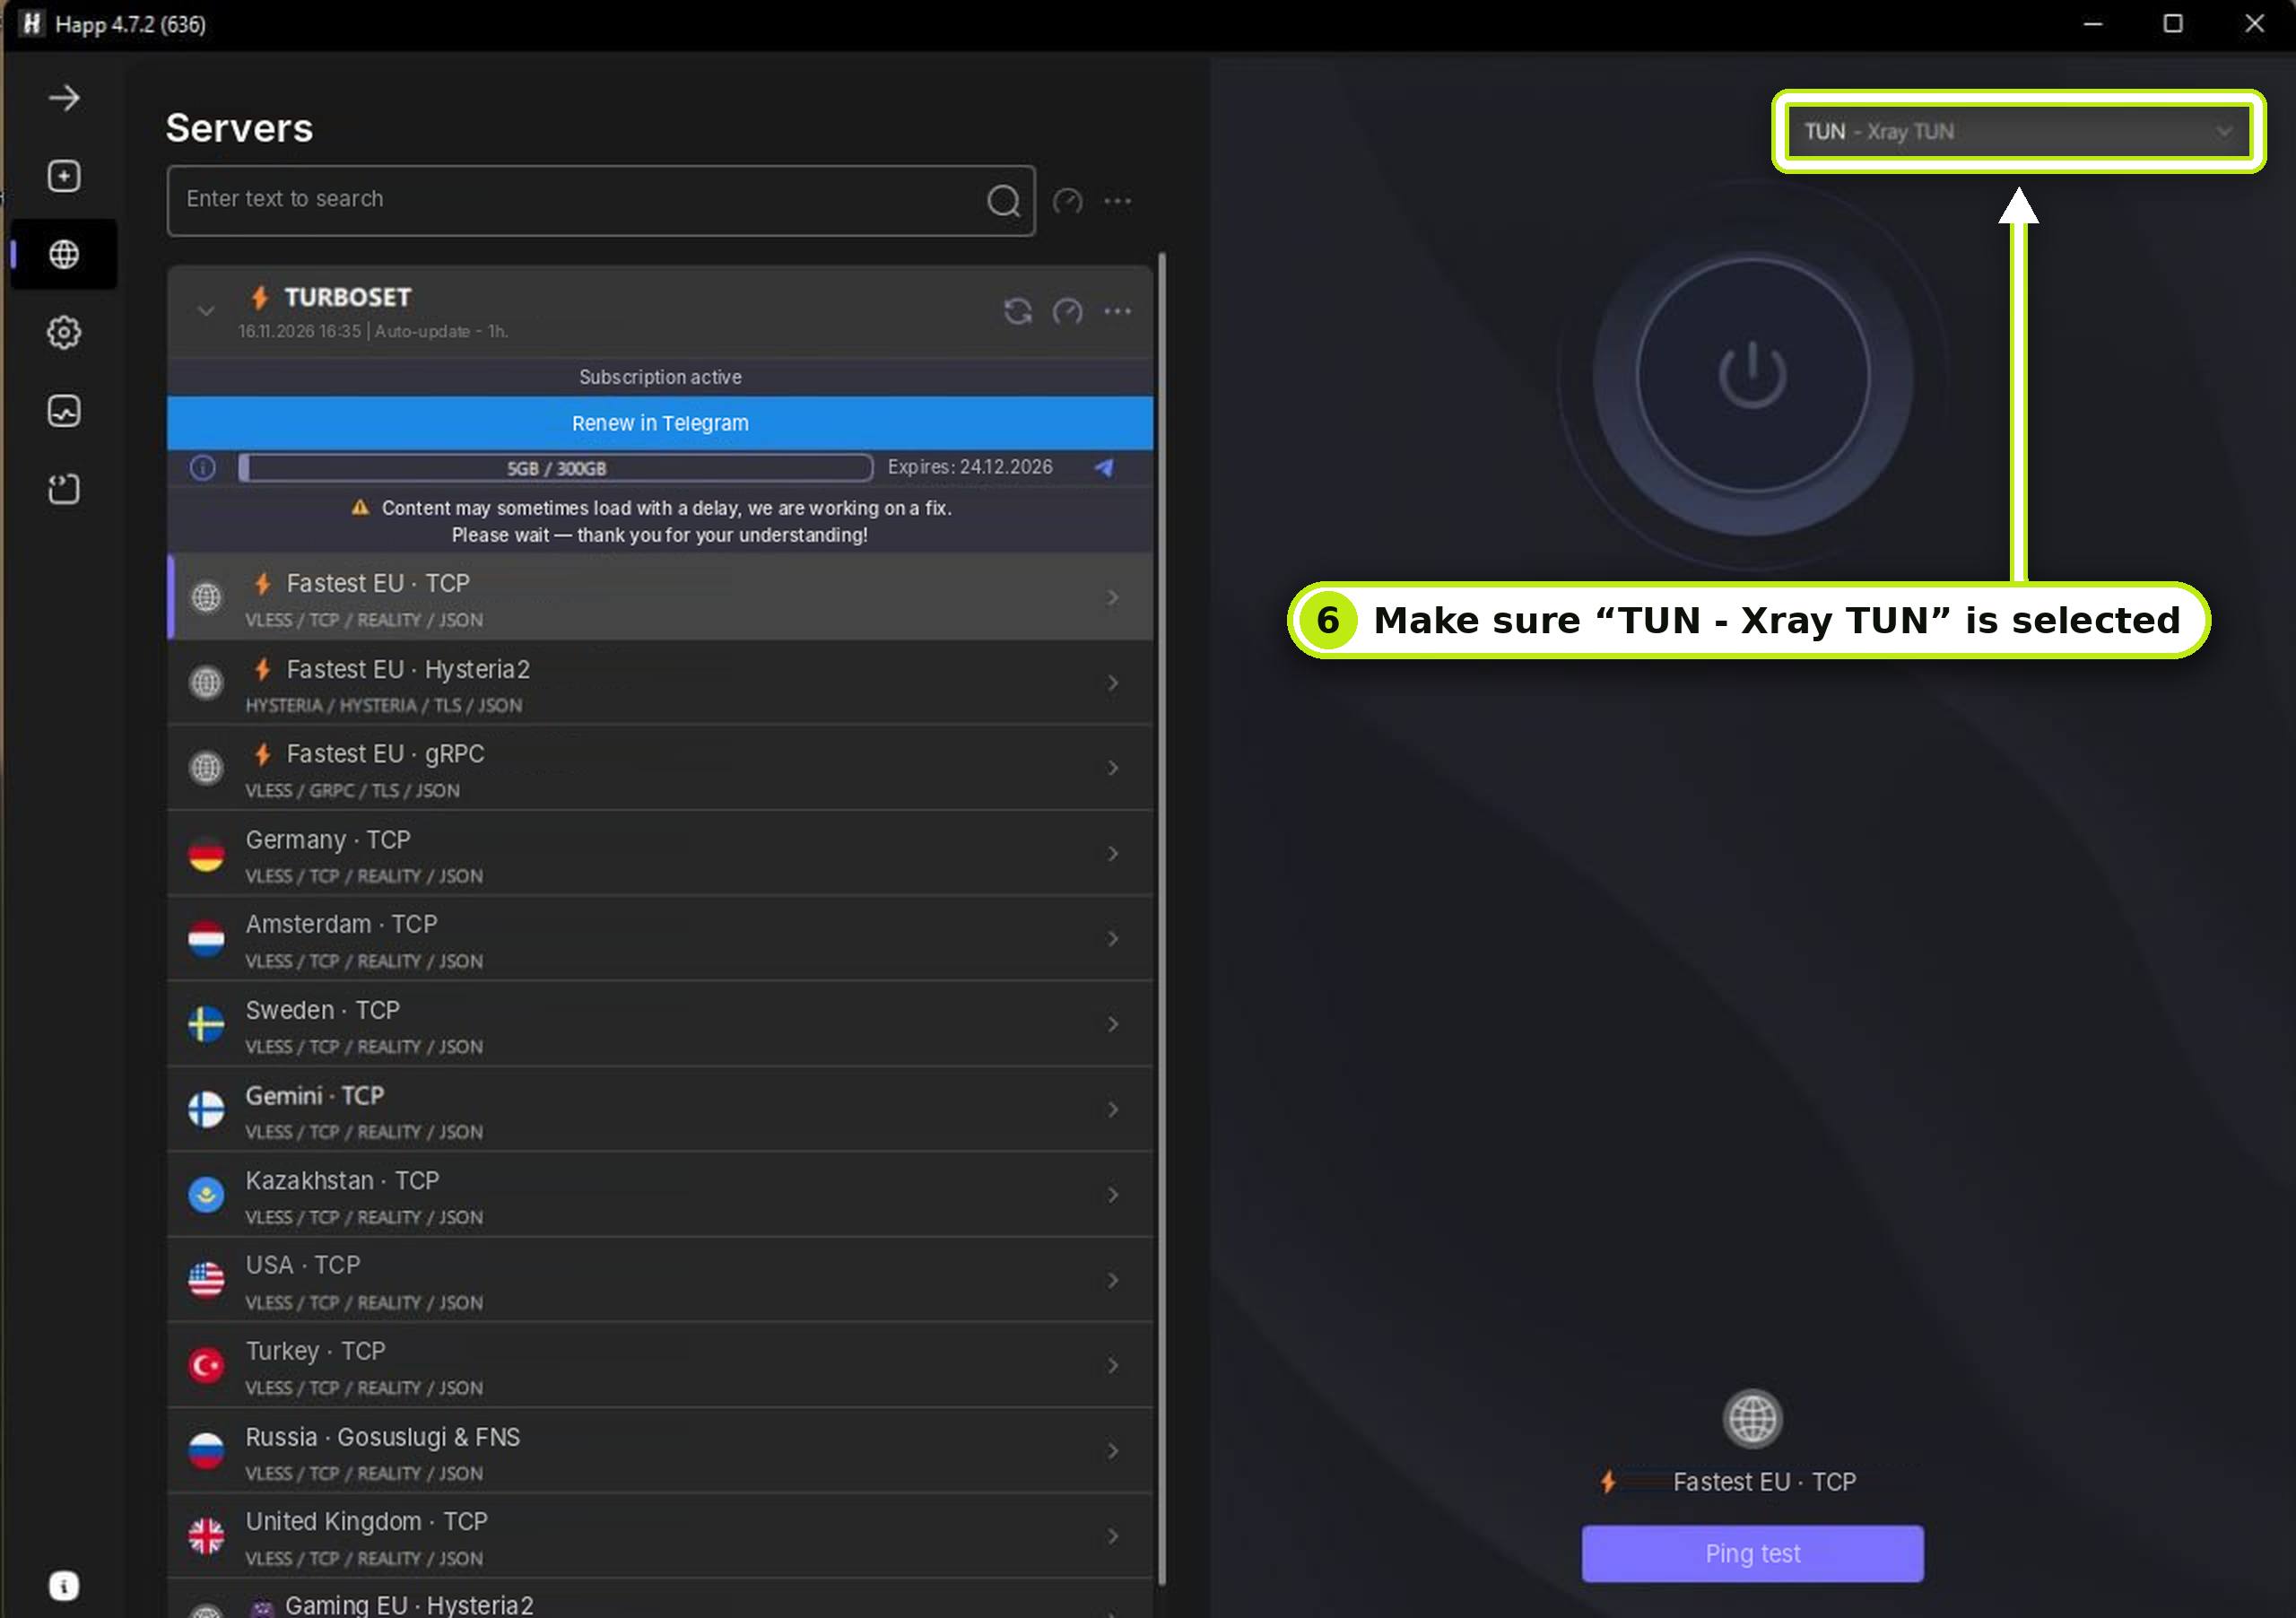 Happ 4.7.2 (636)
Servers
Enter text to search
TURBOSET
16.11.2026 16:35 | Auto-update - 1h.
Subscription active
Renew in Telegram
5GB / 300GB
Expires: 24.12.2026
Content may sometimes load with a delay, we are working on a fix.
Please wait — thank you for your understanding!
Fastest EU · TCP
VLESS / TCP / REALITY / JSON
Fastest EU · Hysteria2
HYSTERIA / HYSTERIA / TLS / JSON
Fastest EU · gRPC
VLESS / GRPC / TLS / JSON
Germany · TCP
VLESS / TCP / REALITY / JSON
Amsterdam · TCP
VLESS / TCP / REALITY / JSON
Sweden · TCP
VLESS / TCP / REALITY / JSON
Gemini · TCP
VLESS / TCP / REALITY / JSON
Kazakhstan · TCP
VLESS / TCP / REALITY / JSON
USA · TCP
VLESS / TCP / REALITY / JSON
Turkey · TCP
VLESS / TCP / REALITY / JSON
Russia · Gosuslugi & FNS
VLESS / TCP / REALITY / JSON
United Kingdom · TCP
VLESS / TCP / REALITY / JSON
Gaming EU · Hysteria2
TUN - Xray TUN
6 Make sure “TUN - Xray TUN” is selected
Fastest EU · TCP
Ping test